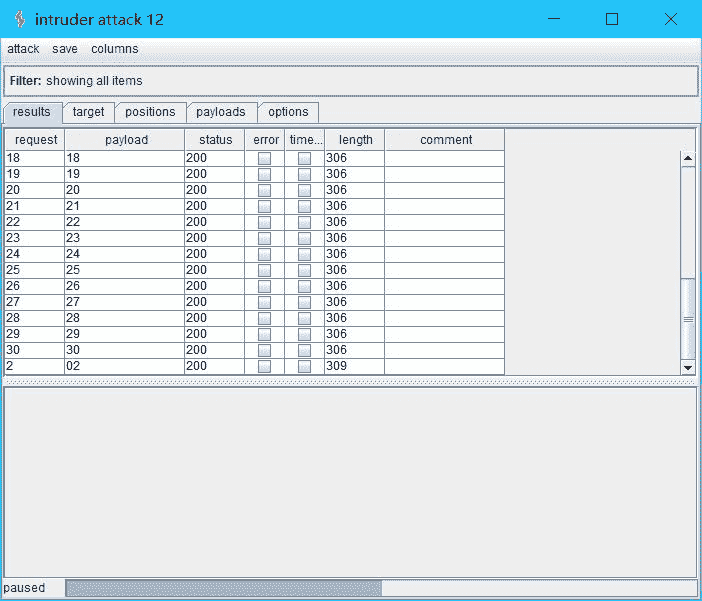 intruder attack 12
attack save columns
Filter: showing all items
results target positions payloads options
request payload status error time... length comment
18 18 200 306
19 19 200 306
20 20 200 306
21 21 200 306
22 22 200 306
23 23 200 306
24 24 200 306
25 25 200 306
26 26 200 306
27 27 200 306
28 28 200 306
29 29 200 306
30 30 200 306
2 02 200 309
paused